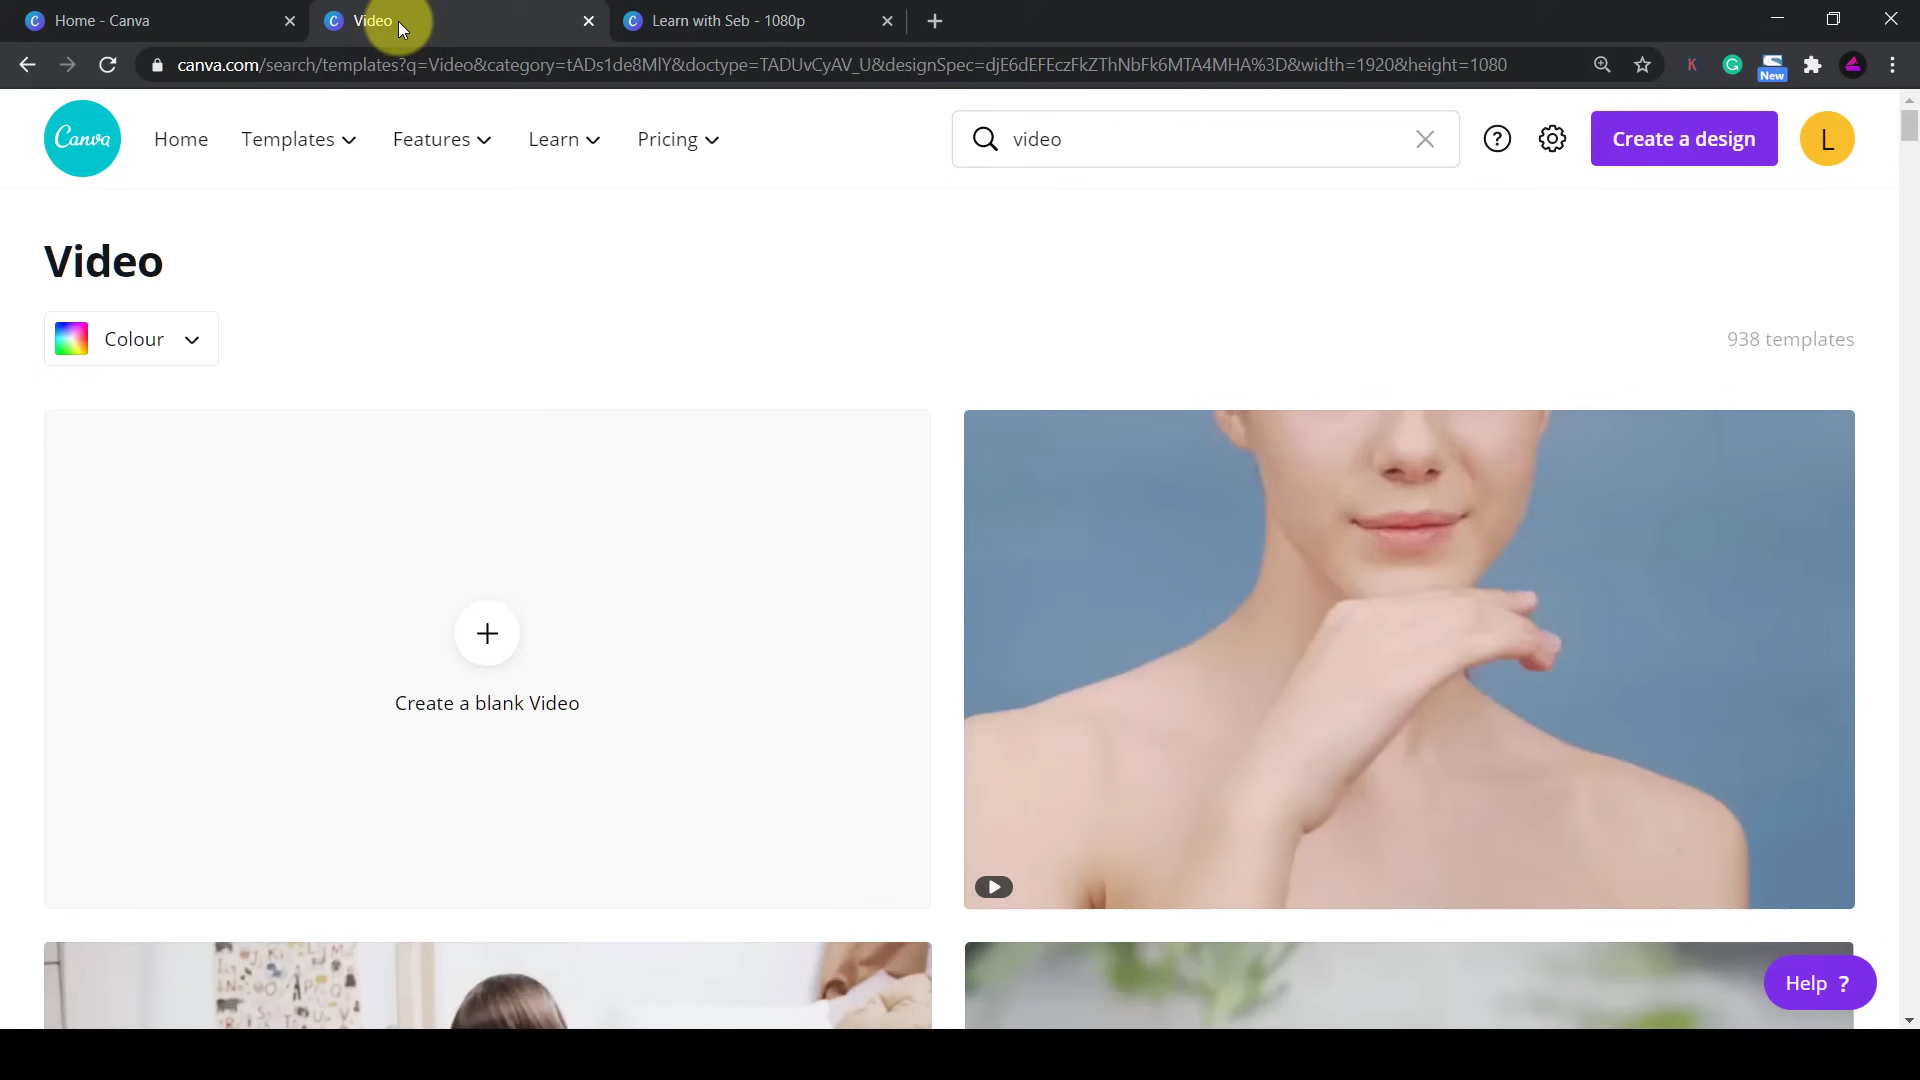 Home - Canva
Video
Learn with Seb - 1080p
canva.com/search/templates?q=Video&category=tADs1de8MlY&doctype=TADUvCyAV_U&designSpec=djE6dEFEczFkZThNbFk6MTA4MHA%3D&width=1920&height=1080
K
New
Canva
Home
Templates
Features
Learn
Pricing
video
Create a design
L
Video
Colour
938 templates
Create a blank Video
Help ?